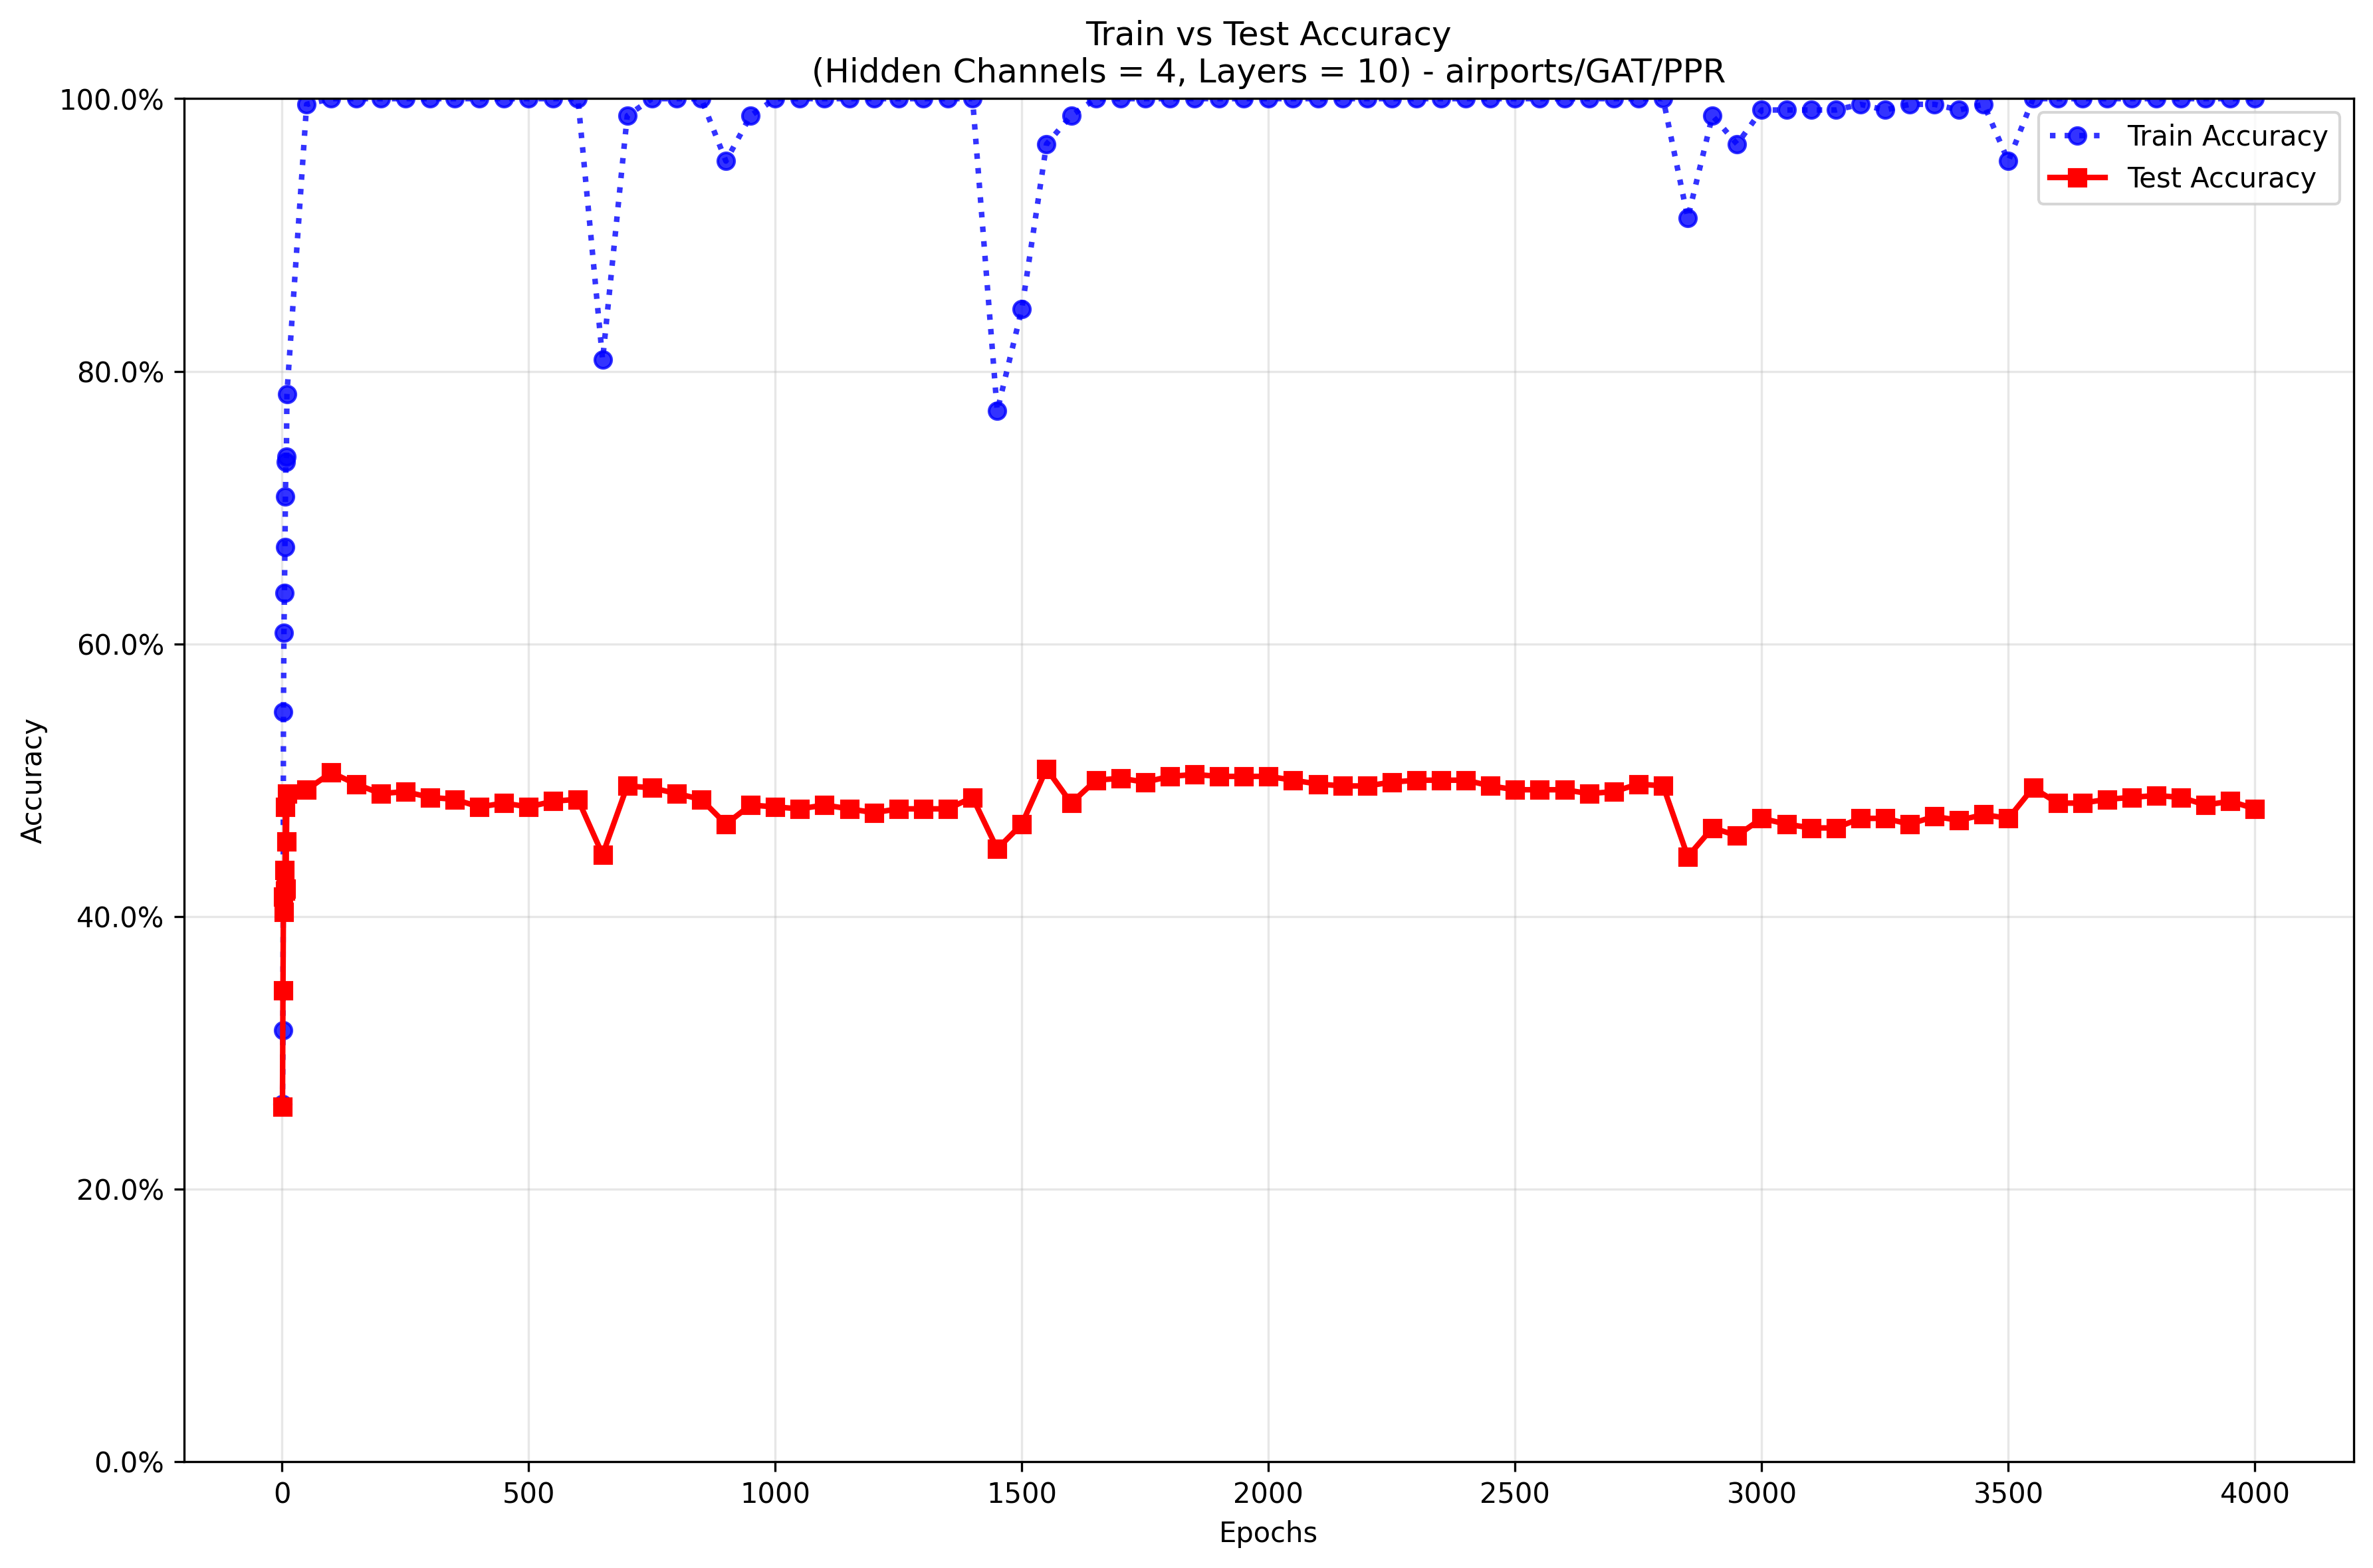 Train vs Test Accuracy
(Hidden Channels = 4, Layers = 10) - airports/GAT/PPR
100.0%
80.0%
60.0%
40.0%
20.0%
0.0%
Accuracy
Train Accuracy
Test Accuracy
0 500 1000 1500 2000 2500 3000 3500 4000
Epochs